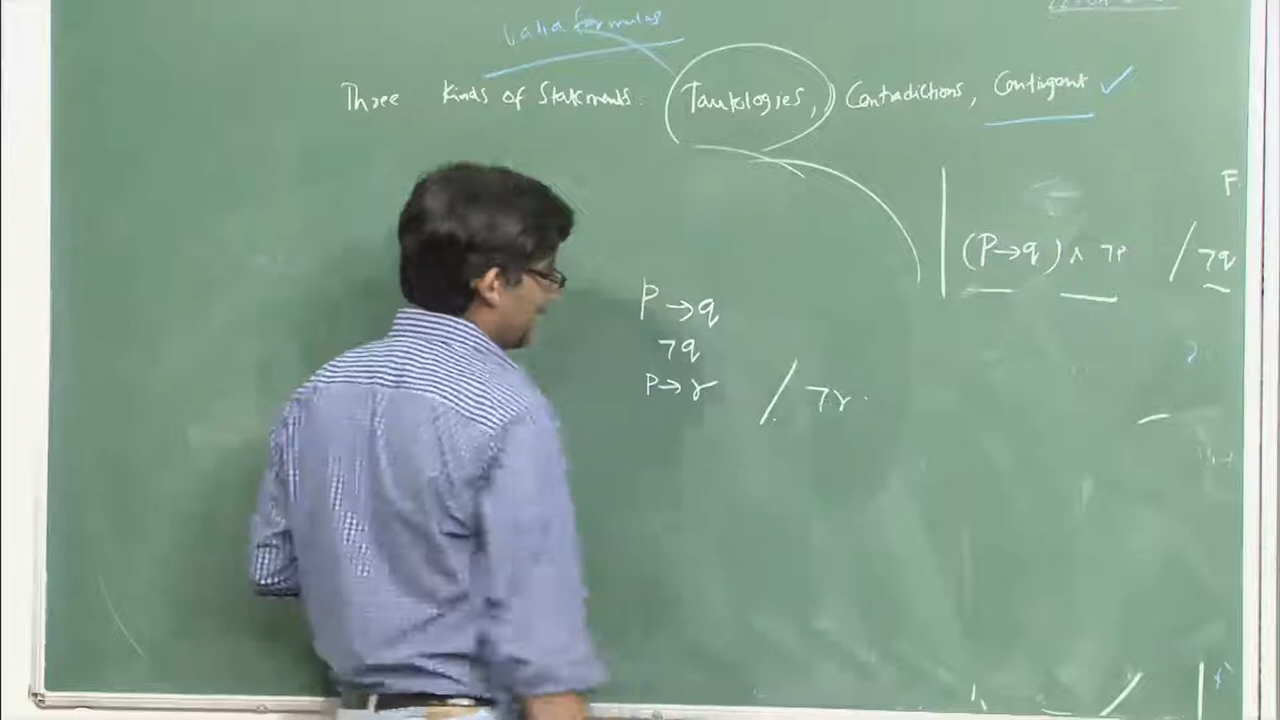 Valid formulas
Three Kinds of Statements: Tautologies, Contradictions, Contingent ✓
F
(P→q) ∧ ¬P / ¬q
P→q
¬q
P→r / ¬r.